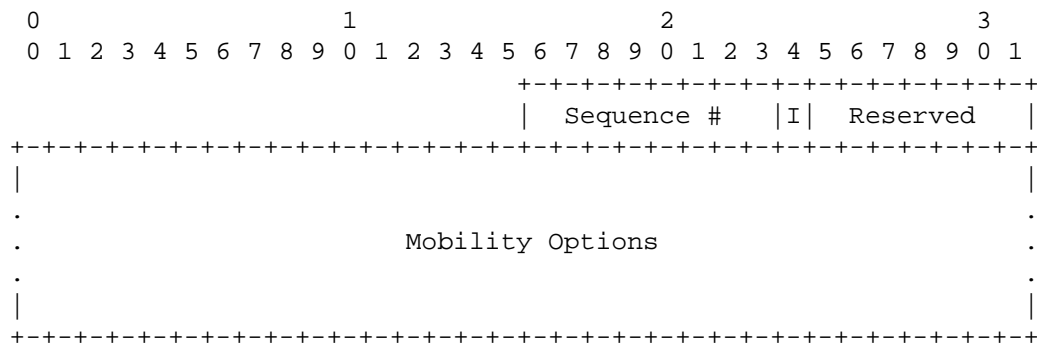 0                   1                   2                   3
 0 1 2 3 4 5 6 7 8 9 0 1 2 3 4 5 6 7 8 9 0 1 2 3 4 5 6 7 8 9 0 1
                                +-+-+-+-+-+-+-+-+-+-+-+-+-+-+-+-+
                                |  Sequence #   |I|  Reserved   |
+-+-+-+-+-+-+-+-+-+-+-+-+-+-+-+-+-+-+-+-+-+-+-+-+-+-+-+-+-+-+-+-+
|                                                               |
.                                                               .
.                        Mobility Options                       .
.                                                               .
|                                                               |
+-+-+-+-+-+-+-+-+-+-+-+-+-+-+-+-+-+-+-+-+-+-+-+-+-+-+-+-+-+-+-+-+